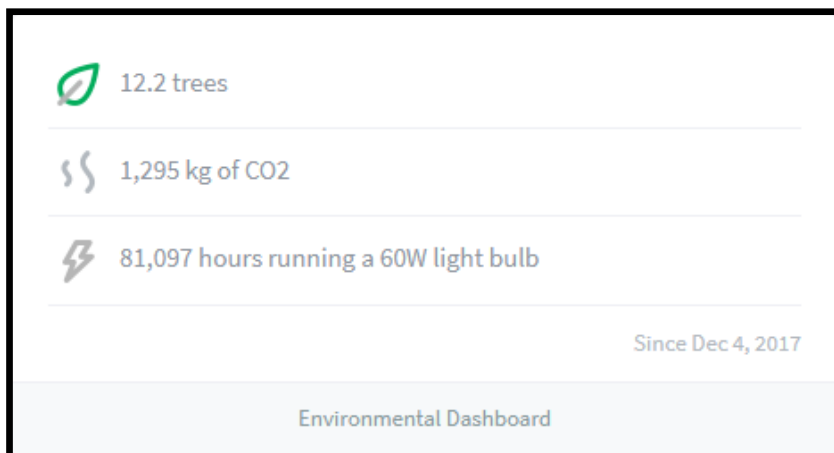 12.2 trees
1,295 kg of CO2
81,097 hours running a 60W light bulb
Since Dec 4, 2017
Environmental Dashboard